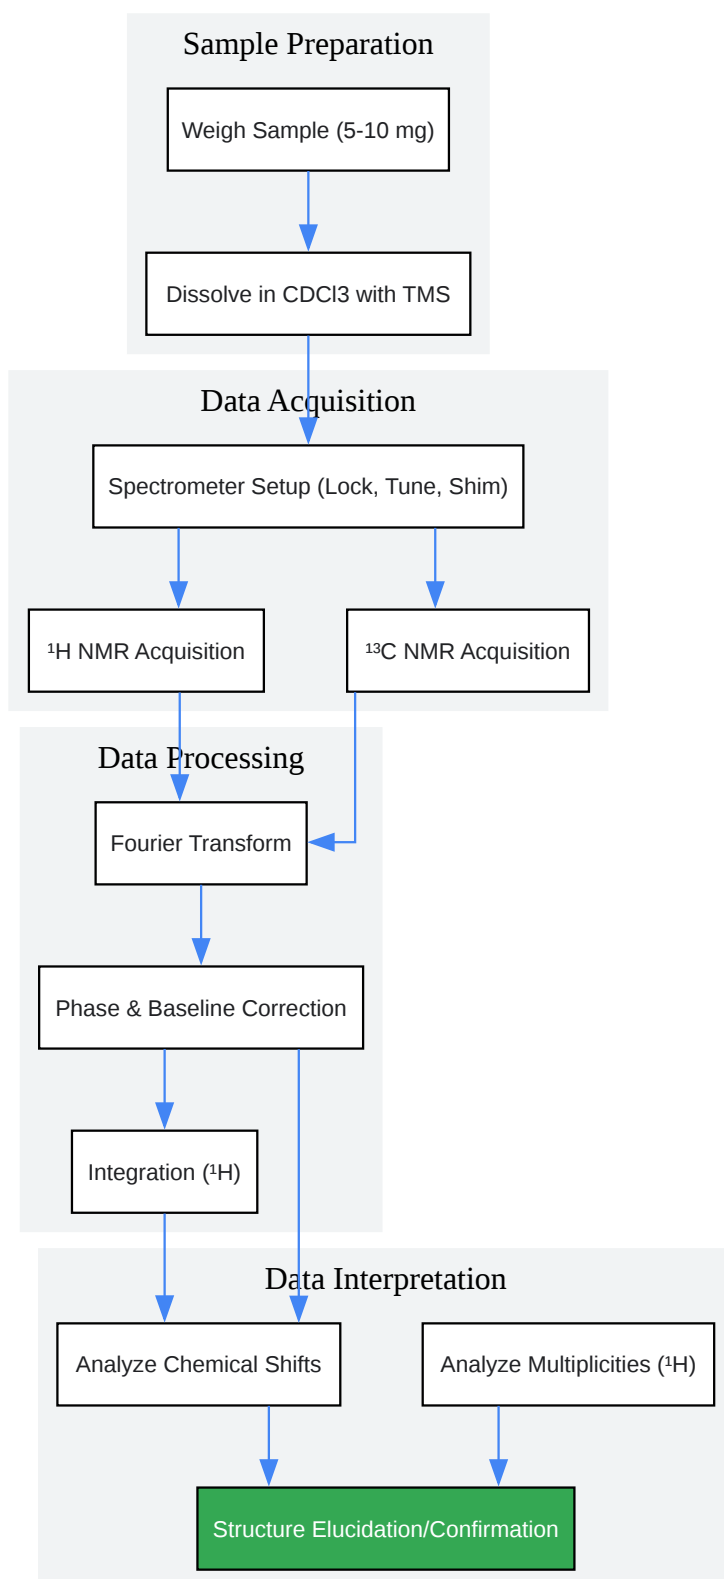 Sample Preparation
Weigh Sample (5-10 mg)
Dissolve in CDCl3 with TMS
Data Acquisition
Spectrometer Setup (Lock, Tune, Shim)
¹H NMR Acquisition
¹³C NMR Acquisition
Data Processing
Fourier Transform
Phase & Baseline Correction
Integration (¹H)
Data Interpretation
Analyze Chemical Shifts
Analyze Multiplicities (¹H)
Structure Elucidation/Confirmation